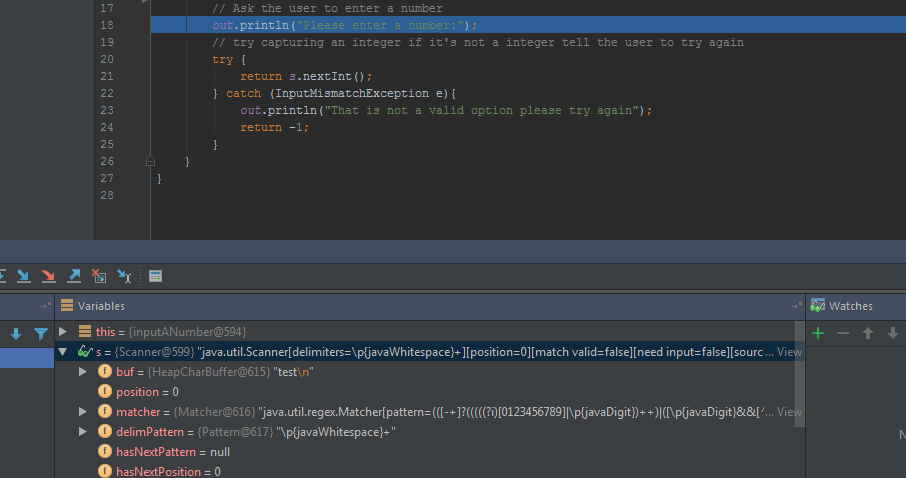 17 // Ask the user to enter a number
18 out.println("Please enter a number:");
19 // try capturing an integer if it's not a integer tell the user to try again
20 try {
21 return s.nextInt();
22 } catch (InputMismatchException e){
23 out.println("That is not a valid option please try again");
24 return -1;
25 }
26 }
27 }
28
Variables
Watches
this = {inputANumber@594}
s = {Scanner@599} "java.util.Scanner[delimiters=\p{javaWhitespace}+][position=0][match valid=false][need input=false][sourc ... View
buf = {HeapCharBuffer@615} "test\n"
position = 0
matcher = {Matcher@616} "java.util.regex.Matcher[pattern=(([-+]?(((((?i)[0123456789]|\p{javaDigit})++)|([\p{javaDigit}&&[^ ... View
delimPattern = {Pattern@617} "\p{javaWhitespace}+"
hasNextPattern = null
hasNextPosition = 0